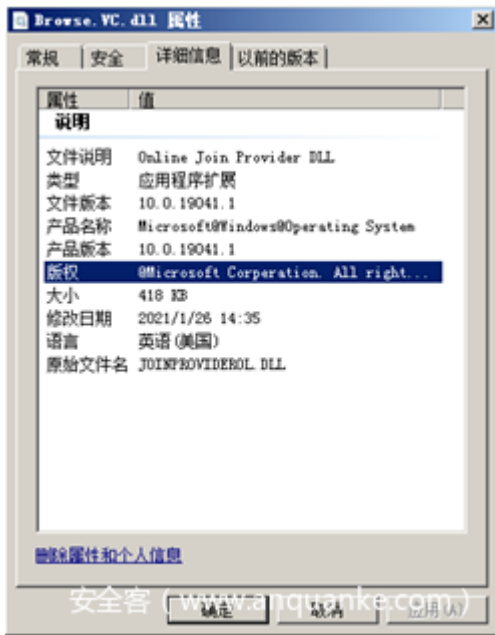 Browse.VC.dll 属性
常规 安全 详细信息 以前的版本
属性 值
说明
文件说明 Online Join Provider DLL
类型 应用程序扩展
文件版本 10.0.19041.1
产品名称 Microsoft@Windows@Operating System
产品版本 10.0.19041.1
版权 @Microsoft Corperation. All right...
大小 418 KB
修改日期 2021/1/26 14:35
语言 英语(美国)
原始文件名 JOINPROVIDEROL.DLL
删除属性和个人信息
确定 取消 应用(A)
安全客 ( www.anquanke.com )